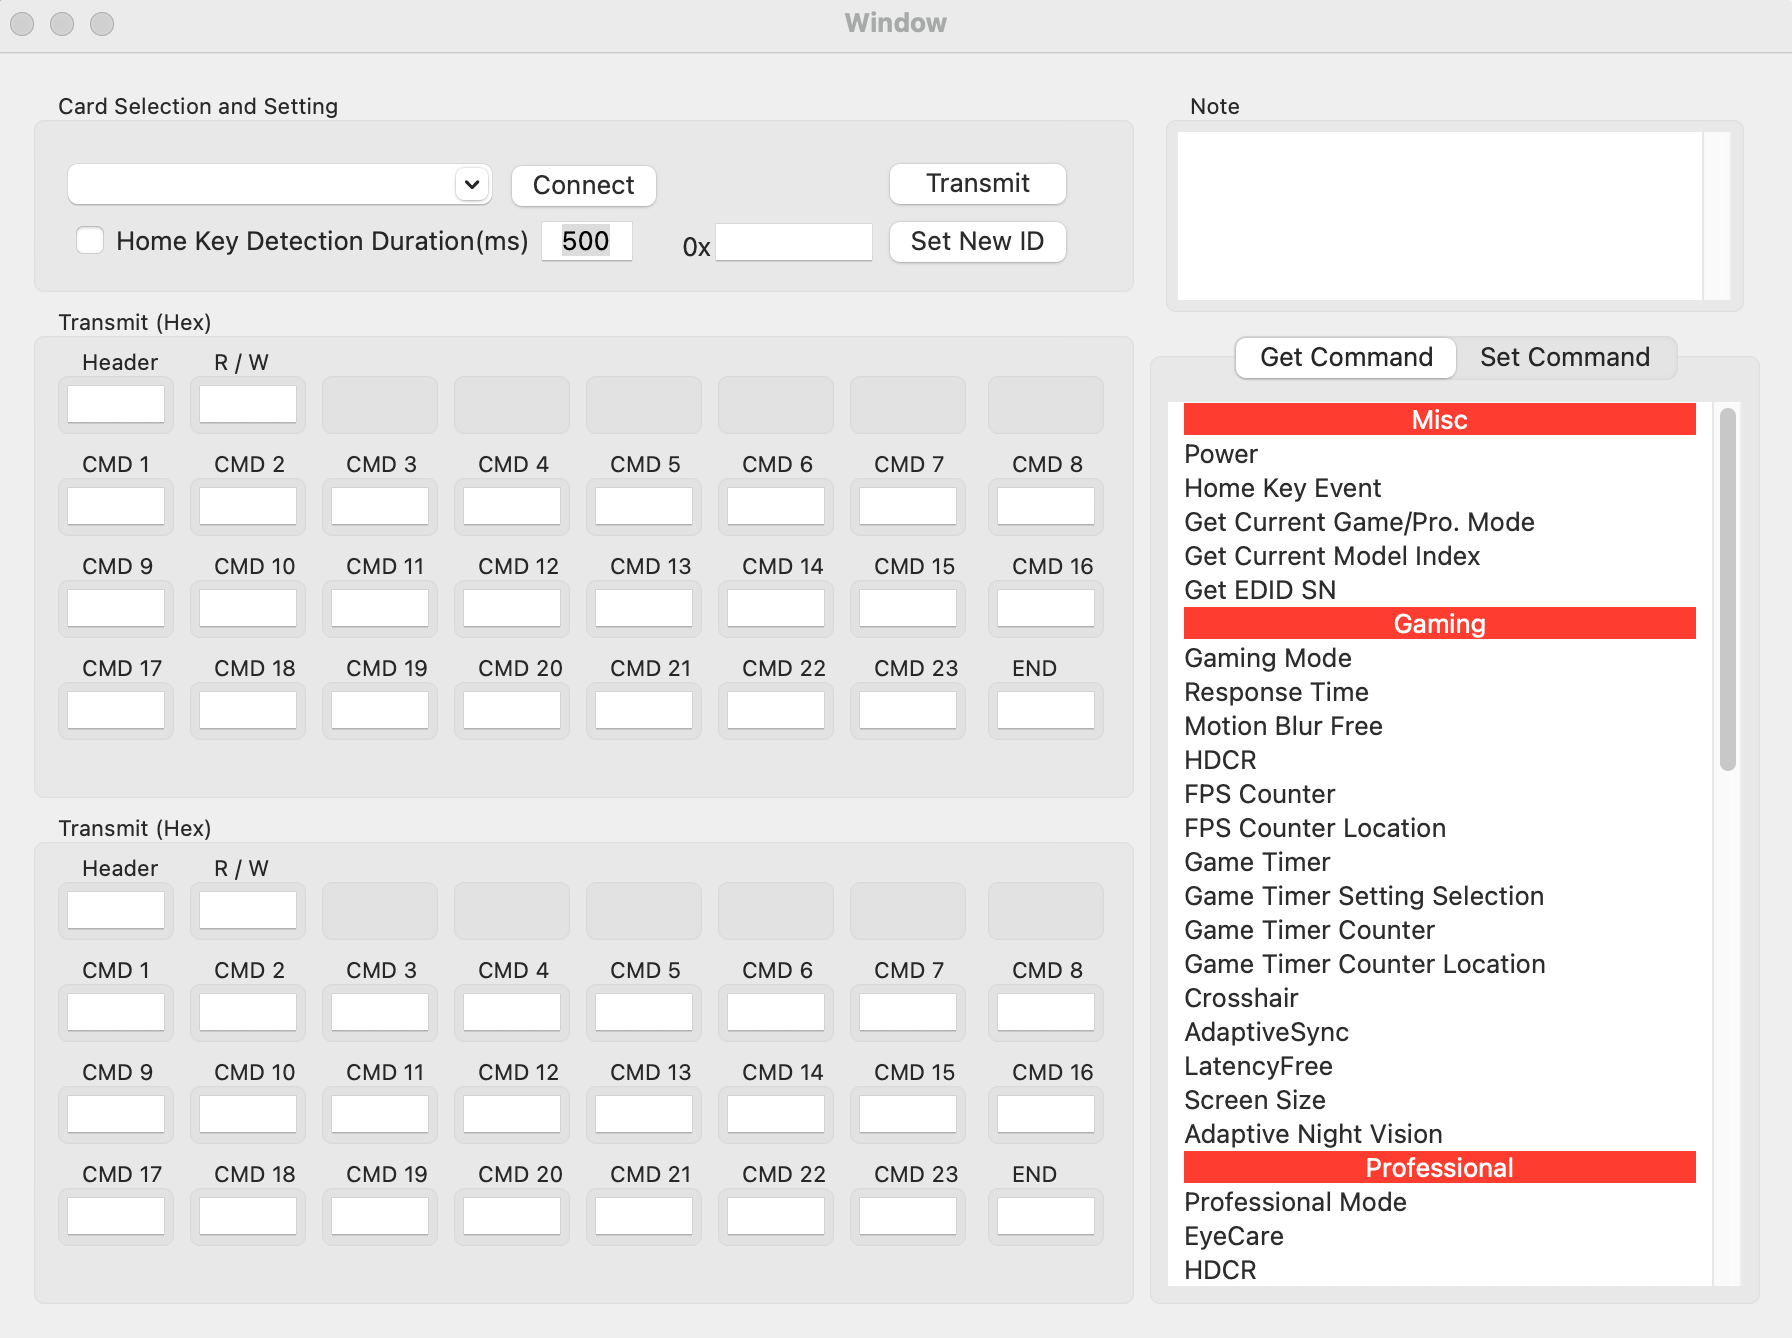 Window
Card Selection and Setting
Connect
Transmit
Home Key Detection Duration(ms) 500
0x
Set New ID
Transmit (Hex)
Header R / W
CMD 1 CMD 2 CMD 3 CMD 4 CMD 5 CMD 6 CMD 7 CMD 8
CMD 9 CMD 10 CMD 11 CMD 12 CMD 13 CMD 14 CMD 15 CMD 16
CMD 17 CMD 18 CMD 19 CMD 20 CMD 21 CMD 22 CMD 23 END
Transmit (Hex)
Header R / W
CMD 1 CMD 2 CMD 3 CMD 4 CMD 5 CMD 6 CMD 7 CMD 8
CMD 9 CMD 10 CMD 11 CMD 12 CMD 13 CMD 14 CMD 15 CMD 16
CMD 17 CMD 18 CMD 19 CMD 20 CMD 21 CMD 22 CMD 23 END
Note
Get Command Set Command
Misc
Power
Home Key Event
Get Current Game/Pro. Mode
Get Current Model Index
Get EDID SN
Gaming
Gaming Mode
Response Time
Motion Blur Free
HDCR
FPS Counter
FPS Counter Location
Game Timer
Game Timer Setting Selection
Game Timer Counter
Game Timer Counter Location
Crosshair
AdaptiveSync
LatencyFree
Screen Size
Adaptive Night Vision
Professional
Professional Mode
EyeCare
HDCR